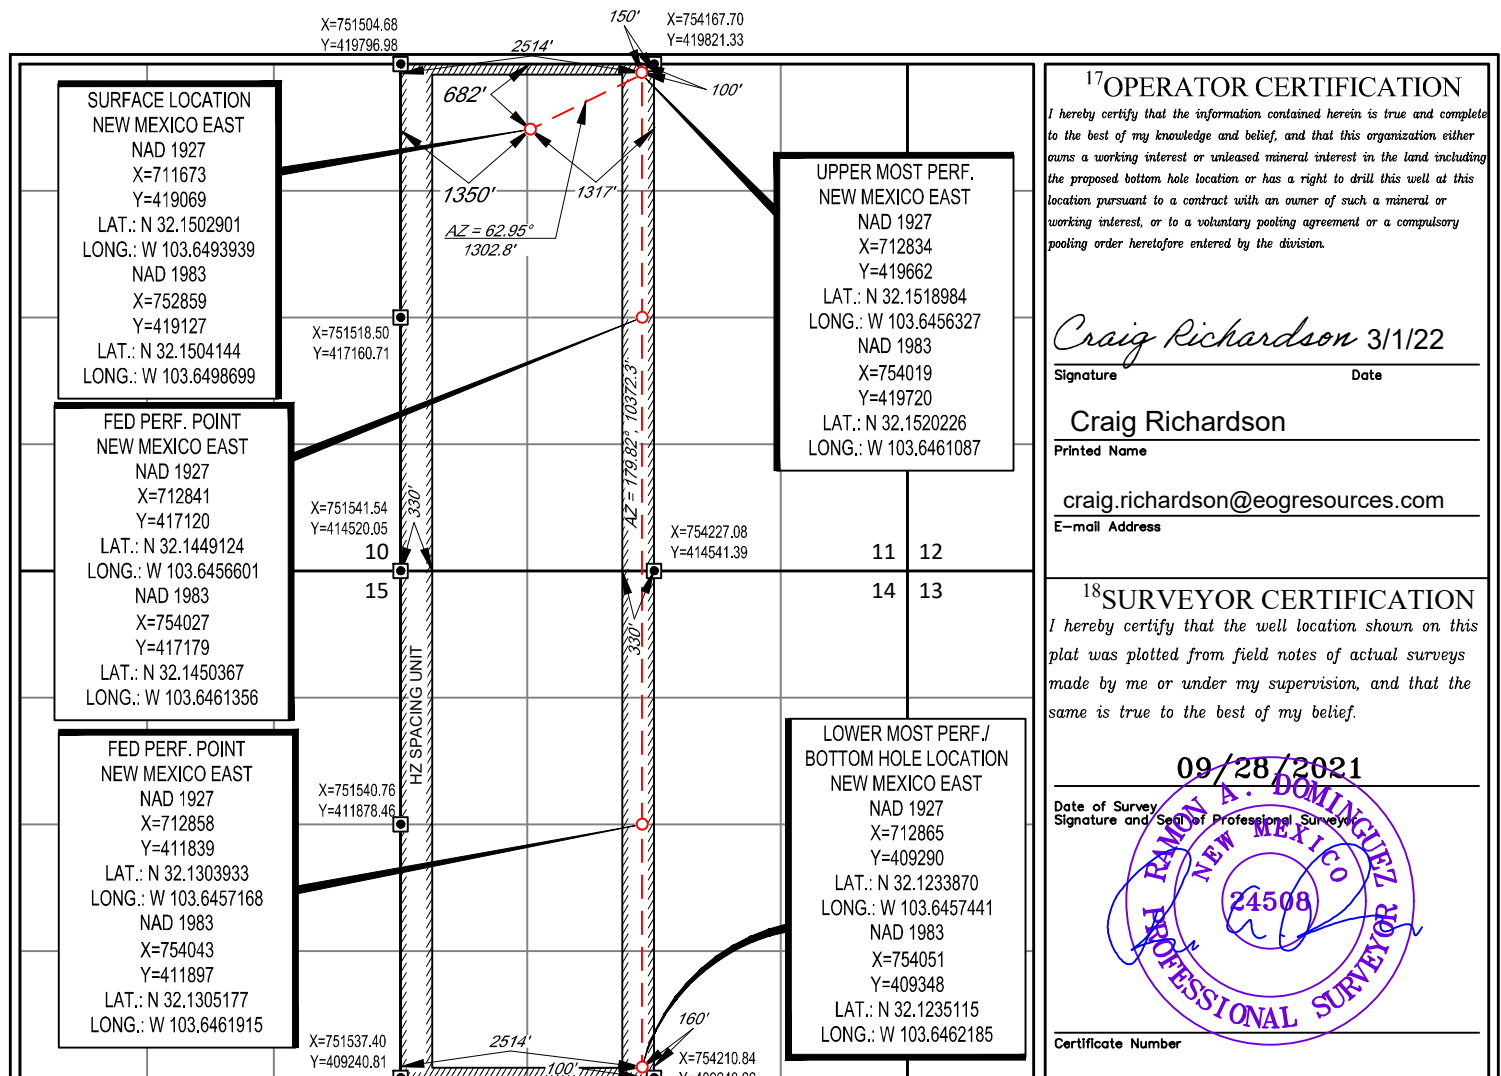 X=751504.68
Y=419796.98
150'
X=754167.70
Y=419821.33
2514'
682'
100'
1350'
1317'
AZ = 62.95°
1302.8'
SURFACE LOCATION
NEW MEXICO EAST
NAD 1927
X=711673
Y=419069
LAT.: N 32.1502901
LONG.: W 103.6493939
NAD 1983
X=752859
Y=419127
LAT.: N 32.1504144
LONG.: W 103.6498699
UPPER MOST PERF.
NEW MEXICO EAST
NAD 1927
X=712834
Y=419662
LAT.: N 32.1518984
LONG.: W 103.6456327
NAD 1983
X=754019
Y=419720
LAT.: N 32.1520226
LONG.: W 103.6461087
X=751518.50
Y=417160.71
AZ = 179.82°, 10372.3'
FED PERF. POINT
NEW MEXICO EAST
NAD 1927
X=712841
Y=417120
LAT.: N 32.1449124
LONG.: W 103.6456601
NAD 1983
X=754027
Y=417179
LAT.: N 32.1450367
LONG.: W 103.6461356
X=751541.54
Y=414520.05
330'
X=754227.08
Y=414541.39
10
11 12
15
14 13
330'
HZ SPACING UNIT
FED PERF. POINT
NEW MEXICO EAST
NAD 1927
X=712858
Y=411839
LAT.: N 32.1303933
LONG.: W 103.6457168
NAD 1983
X=754043
Y=411897
LAT.: N 32.1305177
LONG.: W 103.6461915
X=751540.76
Y=411878.46
LOWER MOST PERF./
BOTTOM HOLE LOCATION
NEW MEXICO EAST
NAD 1927
X=712865
Y=409290
LAT.: N 32.1233870
LONG.: W 103.6457441
NAD 1983
X=754051
Y=409348
LAT.: N 32.1235115
LONG.: W 103.6462185
X=751537.40
Y=409240.81
2514'
100'
160'
X=754210.84
17 OPERATOR CERTIFICATION
I hereby certify that the information contained herein is true and complete
to the best of my knowledge and belief, and that this organization either
owns a working interest or unleased mineral interest in the land including
the proposed bottom hole location or has a right to drill this well at this
location pursuant to a contract with an owner of such a mineral or
working interest, or to a voluntary pooling agreement or a compulsory
pooling order heretofore entered by the division.
Craig Richardson 3/1/22
Signature Date
Craig Richardson
Printed Name
craig.richardson@eogresources.com
E-mail Address
18 SURVEYOR CERTIFICATION
I hereby certify that the well location shown on this
plat was plotted from field notes of actual surveys
made by me or under my supervision, and that the
same is true to the best of my belief.
09/28/2021
Date of Survey
Signature and Seal of Professional Surveyor:
RAMON A. DOMINGUEZ
NEW MEXICO
24508
PROFESSIONAL SURVEYOR
Certificate Number